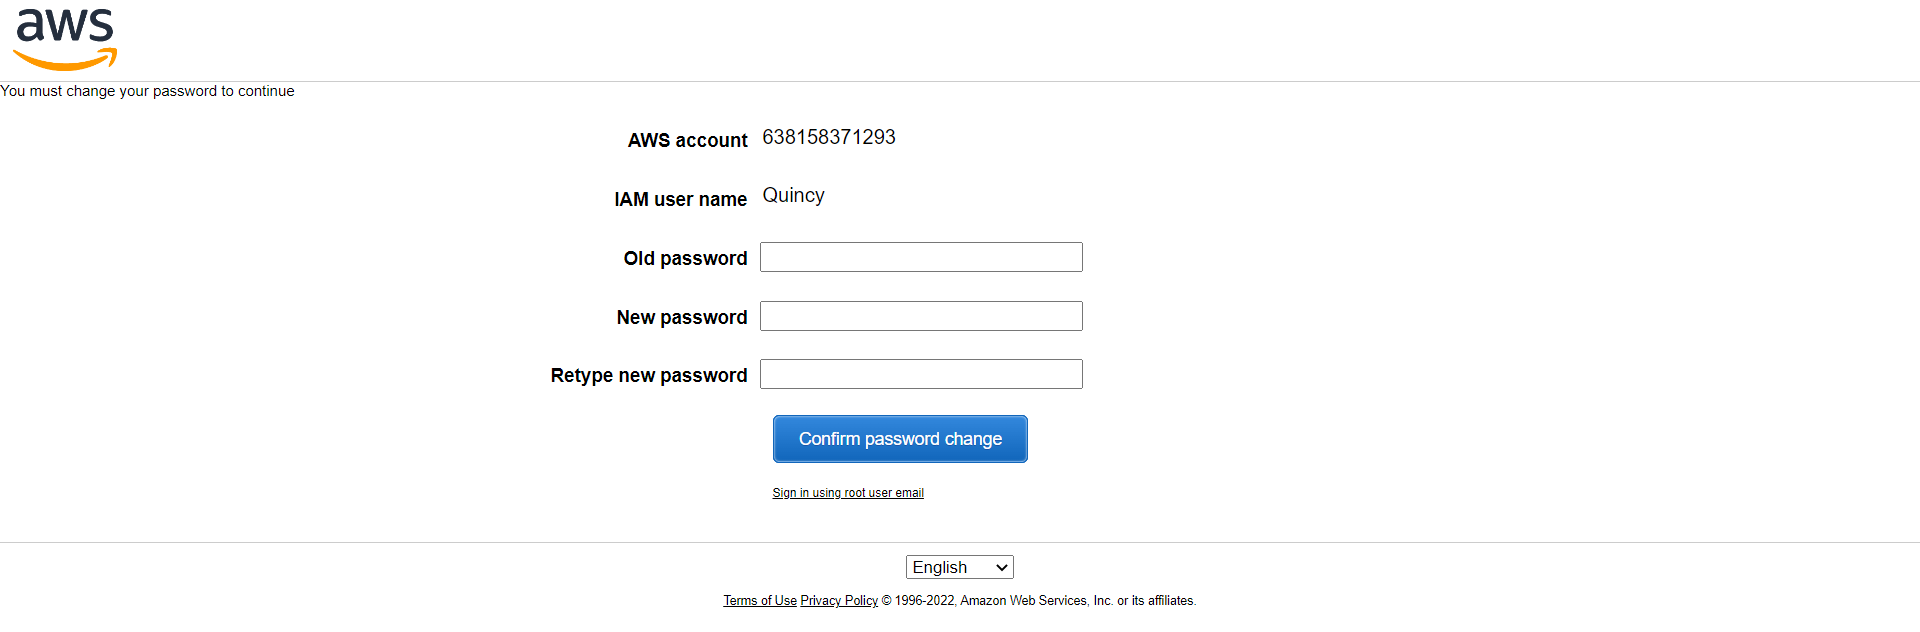 aws
You must change your password to continue
AWS account 638158371293
IAM user name Quincy
Old password
New password
Retype new password
Confirm password change
Sign in using root user email
English
Terms of Use Privacy Policy © 1996-2022, Amazon Web Services, Inc. or its affiliates.